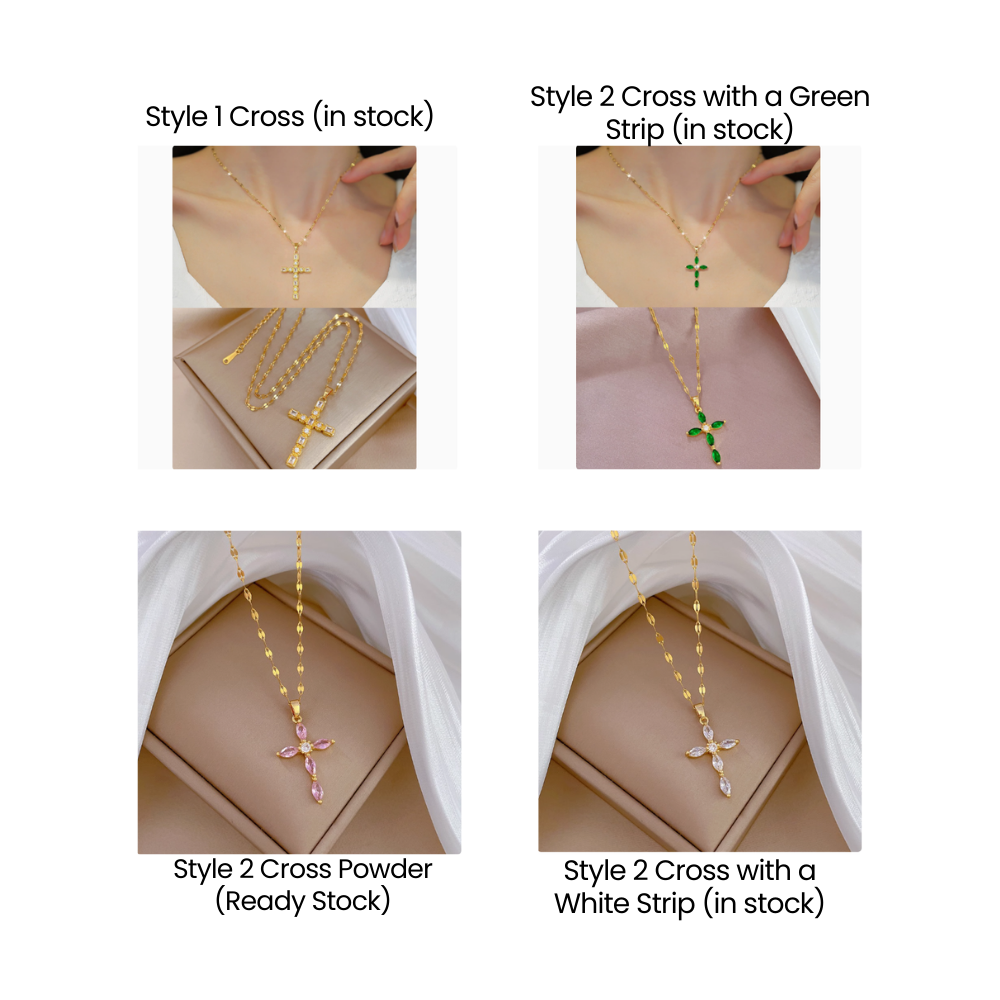 Style 1 Cross (in stock)
Style 2 Cross with a Green
Strip (in stock)
Style 2 Cross Powder
(Ready Stock)
Style 2 Cross with a
White Strip (in stock)